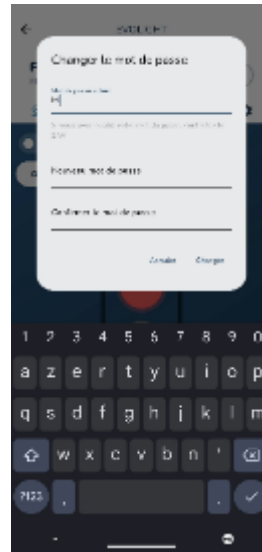 Changer le mot de passe
Nouveau mot de passe
Confirmer le mot de passe
Annuler Changer
1 2 3 4 5 6 7 8 9 0
a z e r t y u i o p
q s d f g h j k l m
w x c v b n '
?123 , .